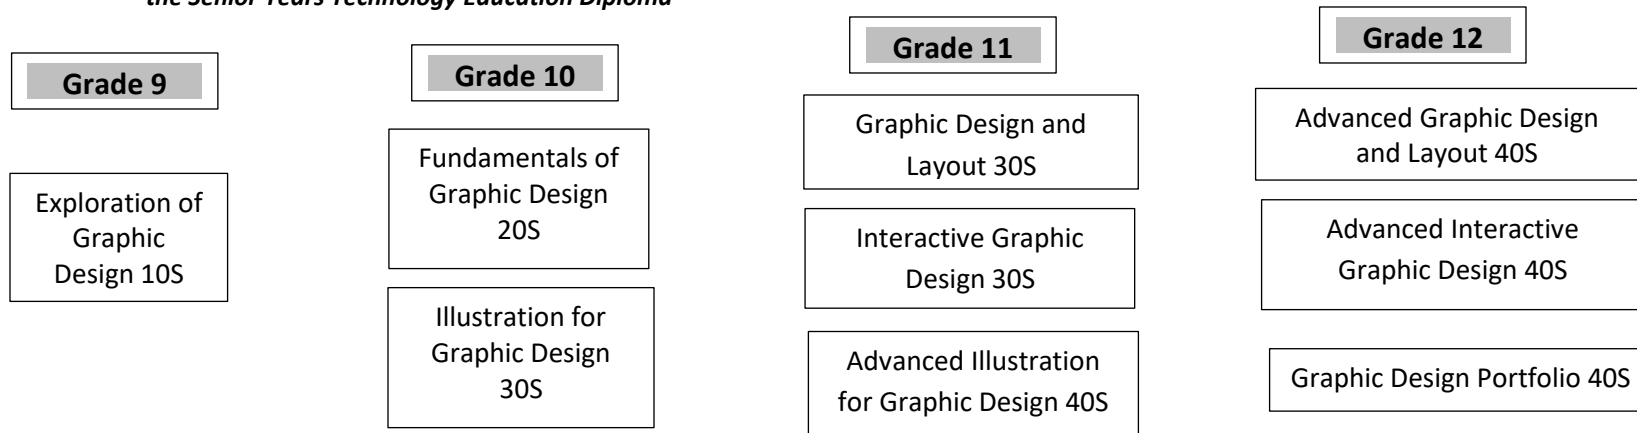 the Senior Years Technology Education Diploma
Grade 9
Exploration of
Graphic
Design 10S
Grade 10
Fundamentals of
Graphic Design
20S
Illustration for
Graphic Design
30S
Grade 11
Graphic Design and
Layout 30S
Interactive Graphic
Design 30S
Advanced Illustration
for Graphic Design 40S
Grade 12
Advanced Graphic Design
and Layout 40S
Advanced Interactive
Graphic Design 40S
Graphic Design Portfolio 40S